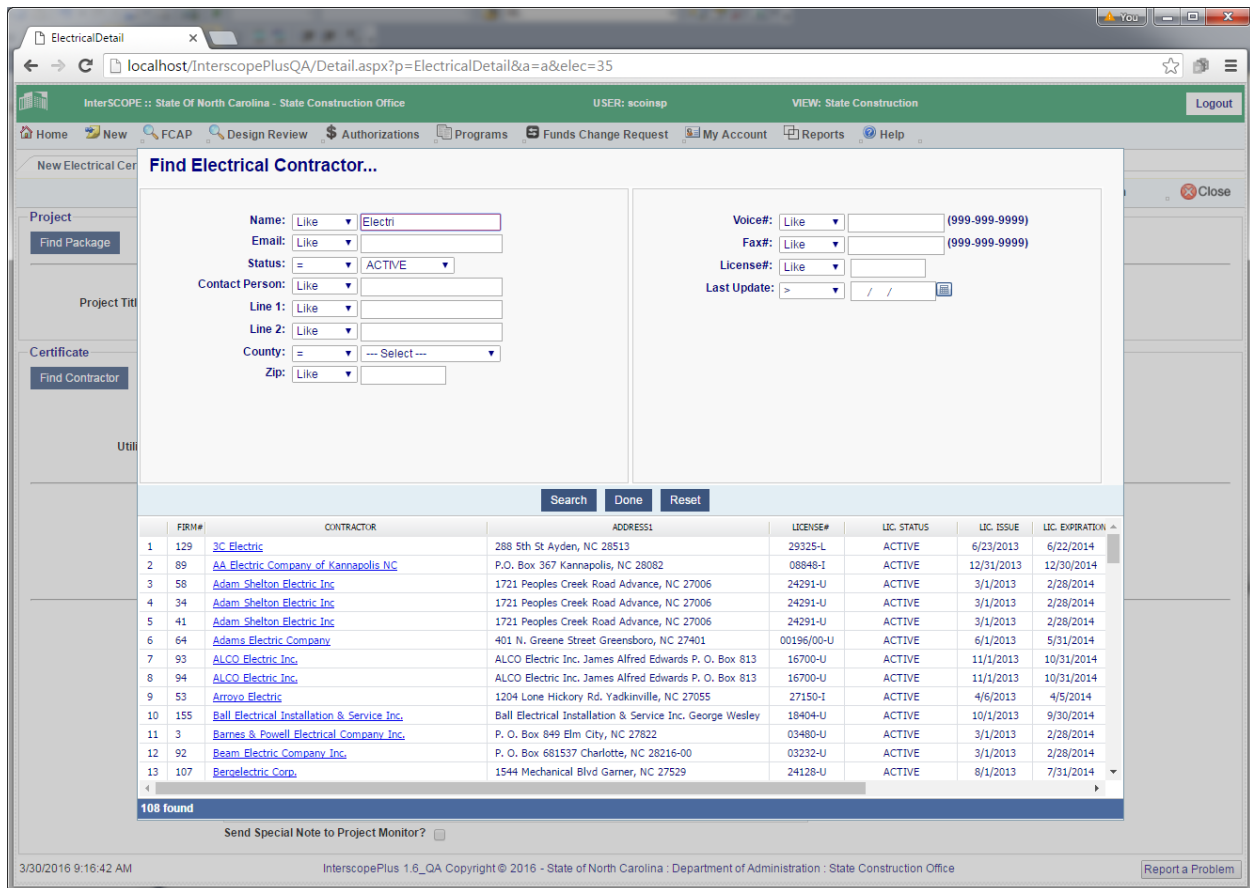 You
ElectricalDetail
localhost/InterscopePlusQA/Detail.aspx?p=ElectricalDetail&a=a&elec=35
InterSCOPE :: State Of North Carolina - State Construction Office USER: scoinsp VIEW: State Construction Logout
Home New FCAP Design Review Authorizations Programs Funds Change Request My Account Reports Help
New Electrical Cer
Find Electrical Contractor...
Close
Project
Find Package
Project Titl
Certificate
Find Contractor
Utili
Name: Like Electri
Email: Like
Status: = ACTIVE
Contact Person: Like
Line 1: Like
Line 2: Like
County: = --- Select ---
Zip: Like
Voice#: Like (999-999-9999)
Fax#: Like (999-999-9999)
License#: Like
Last Update: > / /
Search Done Reset
FIRM# CONTRACTOR ADDRESS1 LICENSE# LIC. STATUS LIC. ISSUE LIC. EXPIRATION
1 129 3C Electric 288 5th St Ayden, NC 28513 29325-L ACTIVE 6/23/2013 6/22/2014
2 89 AA Electric Company of Kannapolis NC P.O. Box 367 Kannapolis, NC 28082 08848-I ACTIVE 12/31/2013 12/30/2014
3 58 Adam Shelton Electric Inc 1721 Peoples Creek Road Advance, NC 27006 24291-U ACTIVE 3/1/2013 2/28/2014
4 34 Adam Shelton Electric Inc 1721 Peoples Creek Road Advance, NC 27006 24291-U ACTIVE 3/1/2013 2/28/2014
5 41 Adam Shelton Electric Inc 1721 Peoples Creek Road Advance, NC 27006 24291-U ACTIVE 3/1/2013 2/28/2014
6 64 Adams Electric Company 401 N. Greene Street Greensboro, NC 27401 00196/00-U ACTIVE 6/1/2013 5/31/2014
7 93 ALCO Electric Inc. ALCO Electric Inc. James Alfred Edwards P. O. Box 813 16700-U ACTIVE 11/1/2013 10/31/2014
8 94 ALCO Electric Inc. ALCO Electric Inc. James Alfred Edwards P. O. Box 813 16700-U ACTIVE 11/1/2013 10/31/2014
9 53 Arroyo Electric 1204 Lone Hickory Rd. Yadkinville, NC 27055 27150-I ACTIVE 4/6/2013 4/5/2014
10 155 Ball Electrical Installation & Service Inc. Ball Electrical Installation & Service Inc. George Wesley 18404-U ACTIVE 10/1/2013 9/30/2014
11 3 Barnes & Powell Electrical Company Inc. P. O. Box 849 Elm City, NC 27822 03480-U ACTIVE 3/1/2013 2/28/2014
12 92 Beam Electric Company Inc. P. O. Box 681537 Charlotte, NC 28216-00 03232-U ACTIVE 3/1/2013 2/28/2014
13 107 Bergelectric Corp. 1544 Mechanical Blvd Garner, NC 27529 24128-U ACTIVE 8/1/2013 7/31/2014
108 found
Send Special Note to Project Monitor?
3/30/2016 9:16:42 AM InterscopePlus 1.6_QA Copyright © 2016 - State of North Carolina : Department of Administration : State Construction Office Report a Problem